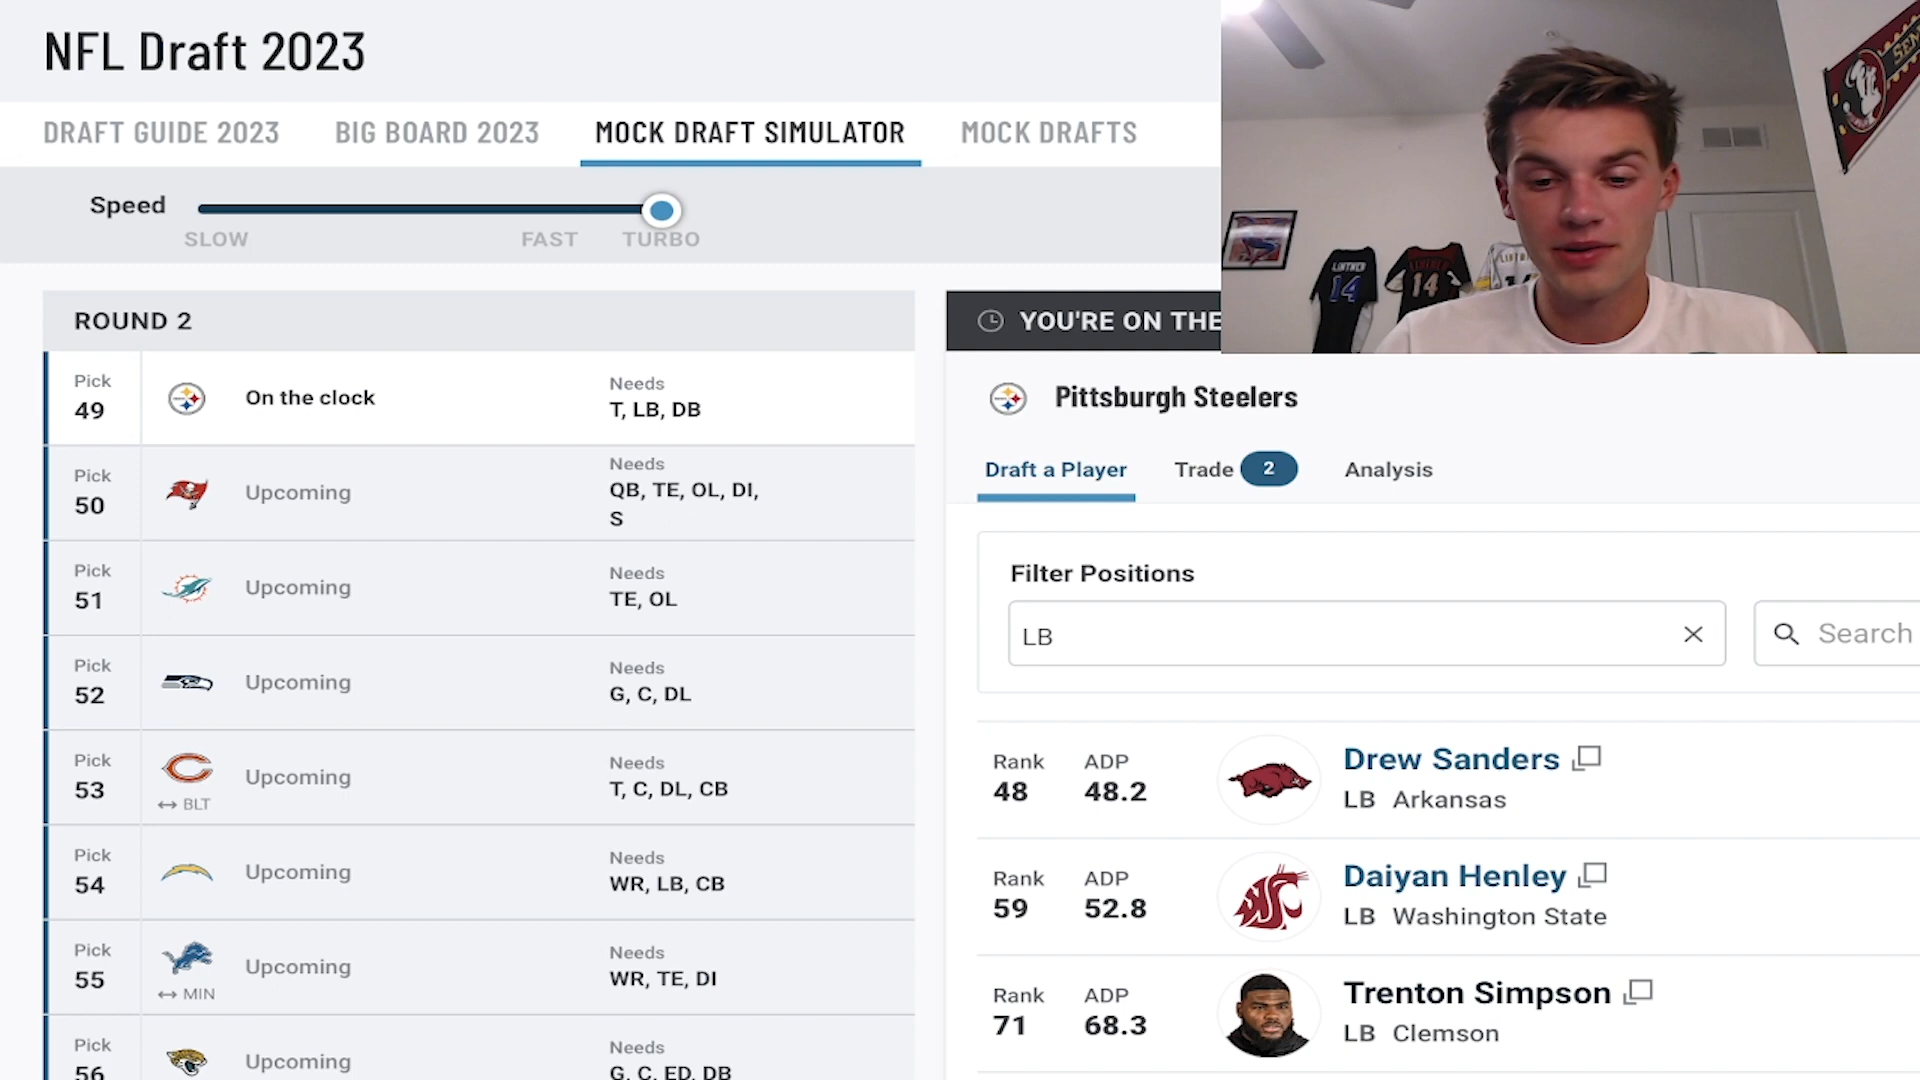 NFL Draft 2023
DRAFT GUIDE 2023
BIG BOARD 2023
MOCK DRAFT SIMULATOR
MOCK DRAFTS
Speed
SLOW
FAST
TURBO
ROUND 2
Pick
49
On the clock
Needs
T, LB, DB
Pick
50
Upcoming
Needs
QB, TE, OL, DI,
S
Pick
51
Upcoming
Needs
TE, OL
Pick
52
Upcoming
Needs
G, C, DL
Pick
53
↔ BLT
Upcoming
Needs
T, C, DL, CB
Pick
54
Upcoming
Needs
WR, LB, CB
Pick
55
↔ MIN
Upcoming
Needs
WR, TE, DI
Pick
56
Upcoming
Needs
G, C, ED, DB
YOU'RE ON THE
Pittsburgh Steelers
Draft a Player
Trade 2
Analysis
Filter Positions
LB
Search
Rank
48
ADP
48.2
Drew Sanders
LB Arkansas
Rank
59
ADP
52.8
Daiyan Henley
LB Washington State
Rank
71
ADP
68.3
Trenton Simpson
LB Clemson
LINTNER
14
14
SEM